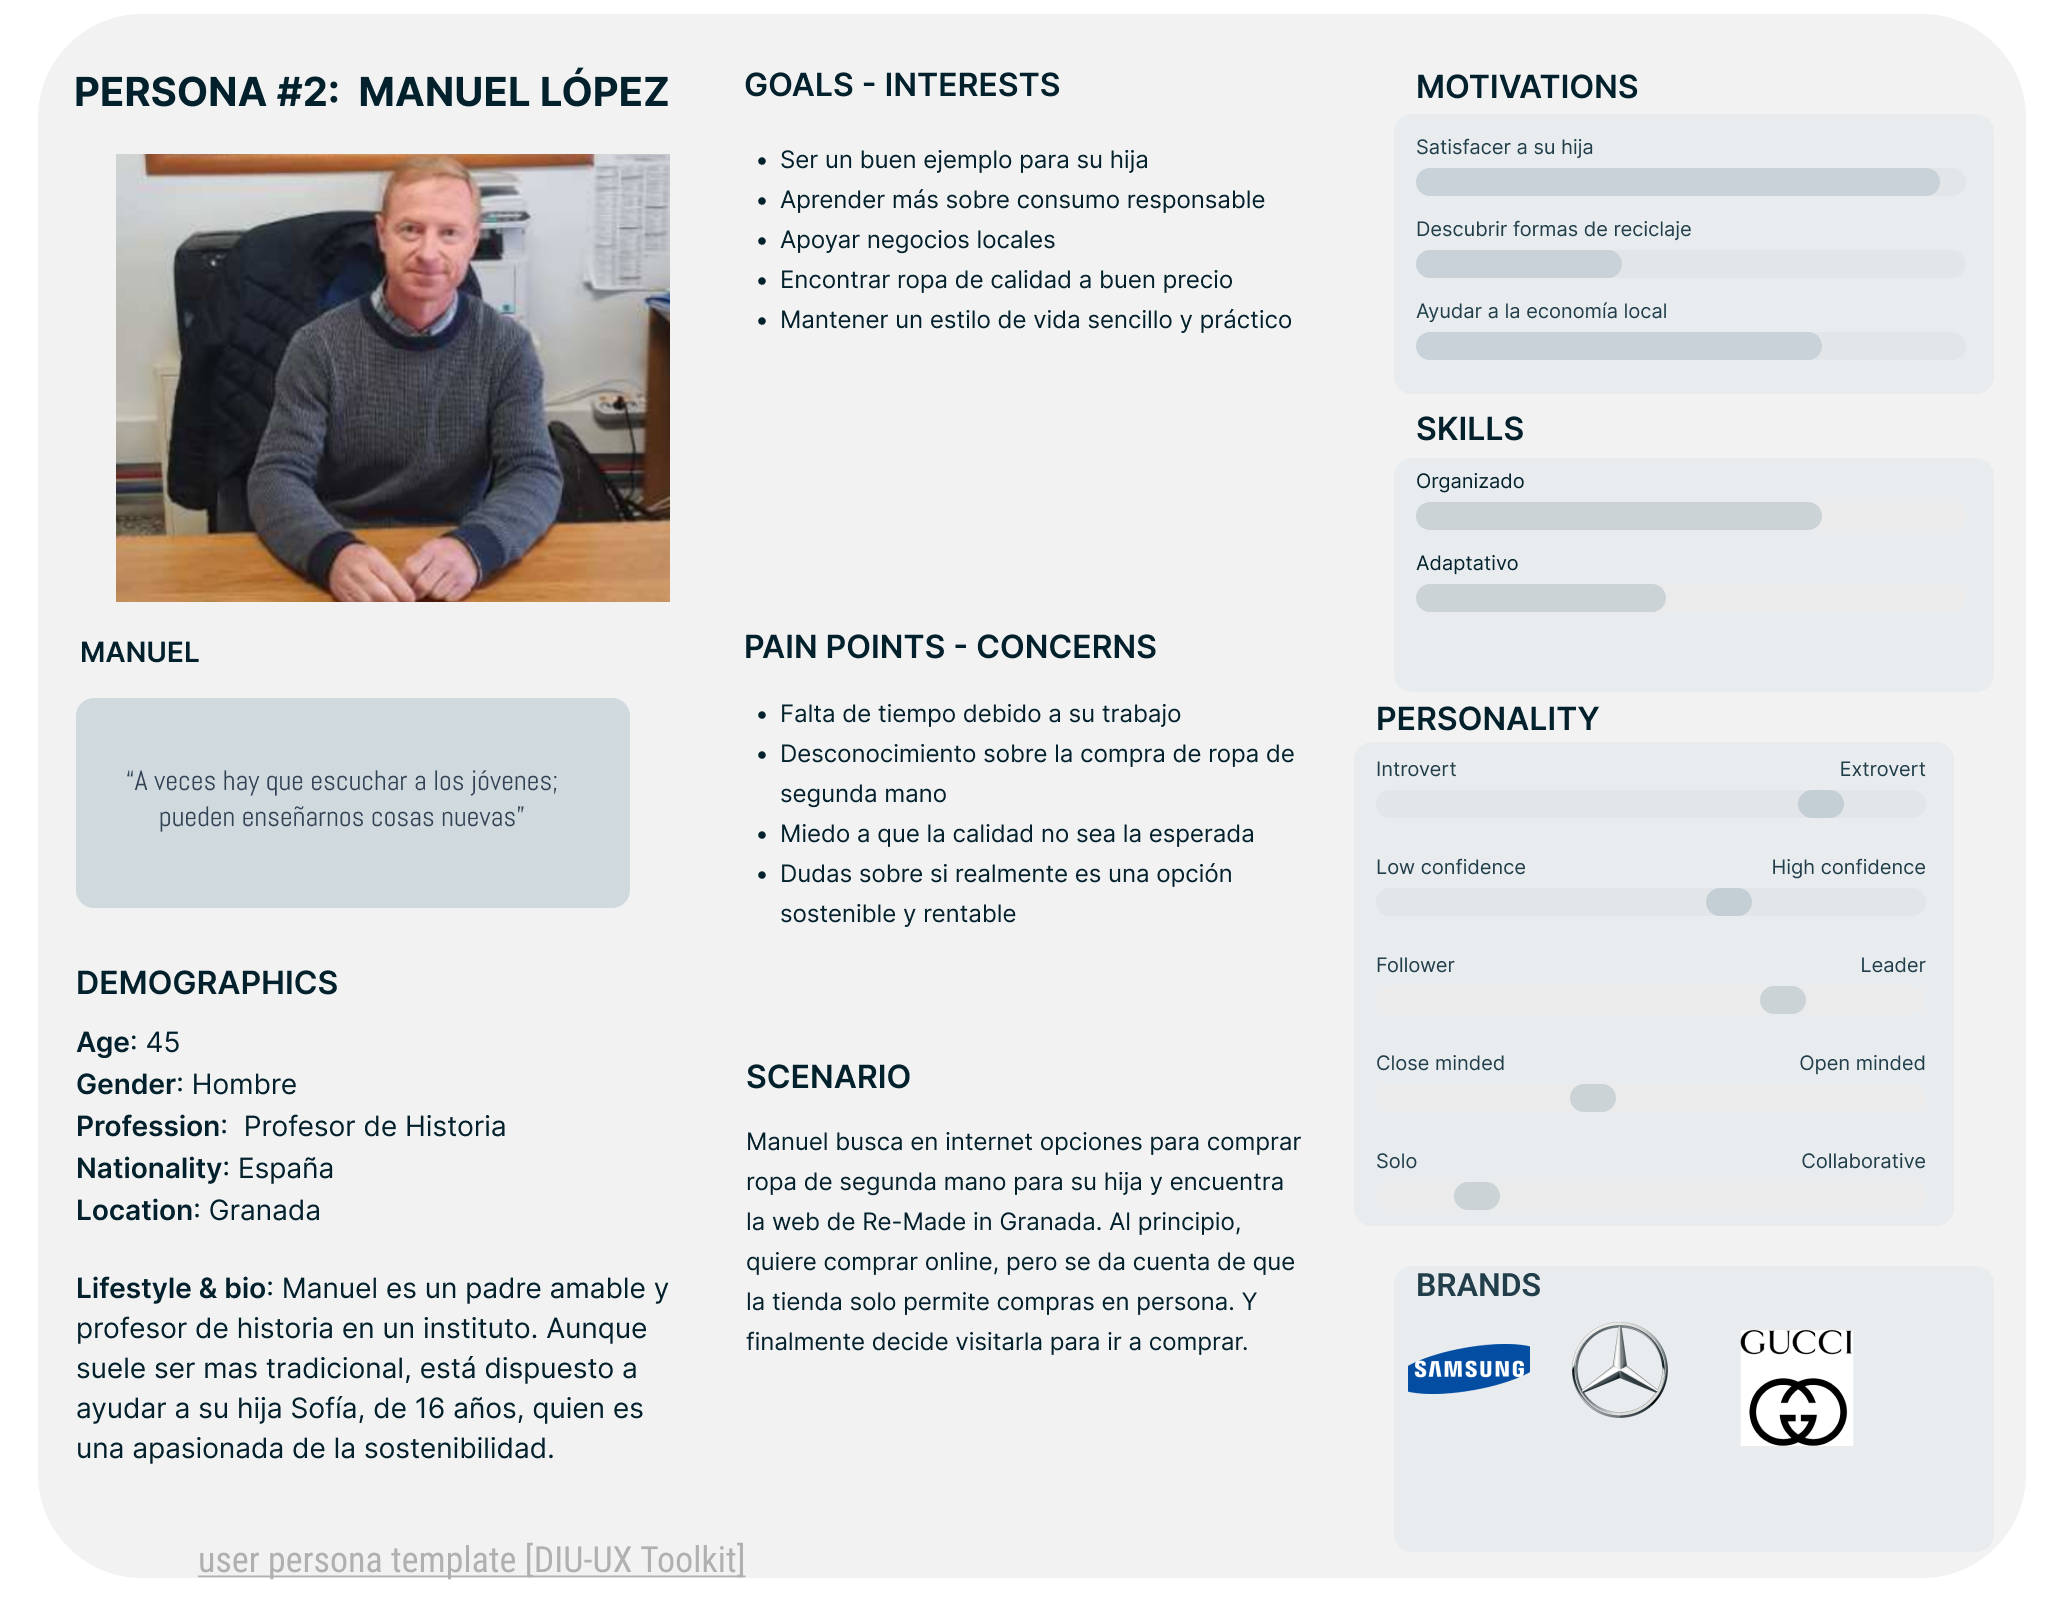 PERSONA #2:  MANUEL LÓPEZ
MANUEL
“A veces hay que escuchar a los jóvenes;
pueden enseñarnos cosas nuevas”
DEMOGRAPHICS
Age: 45
Gender: Hombre
Profession:  Profesor de Historia
Nationality: España
Location: Granada
Lifestyle & bio: Manuel es un padre amable y
profesor de historia en un instituto. Aunque
suele ser mas tradicional, está dispuesto a
ayudar a su hija Sofía, de 16 años, quien es
una apasionada de la sostenibilidad.
GOALS - INTERESTS
• Ser un buen ejemplo para su hija
• Aprender más sobre consumo responsable
• Apoyar negocios locales
• Encontrar ropa de calidad a buen precio
• Mantener un estilo de vida sencillo y práctico
PAIN POINTS - CONCERNS
• Falta de tiempo debido a su trabajo
• Desconocimiento sobre la compra de ropa de
segunda mano
• Miedo a que la calidad no sea la esperada
• Dudas sobre si realmente es una opción
sostenible y rentable
SCENARIO
Manuel busca en internet opciones para comprar
ropa de segunda mano para su hija y encuentra
la web de Re-Made in Granada. Al principio,
quiere comprar online, pero se da cuenta de que
la tienda solo permite compras en persona. Y
finalmente decide visitarla para ir a comprar.
MOTIVATIONS
Satisfacer a su hija
Descubrir formas de reciclaje
Ayudar a la economía local
SKILLS
Organizado
Adaptativo
PERSONALITY
Introvert Extrovert
Low confidence High confidence
Follower Leader
Close minded Open minded
Solo Collaborative
BRANDS
SAMSUNG
GUCCI
user persona template [DIU-UX Toolkit]